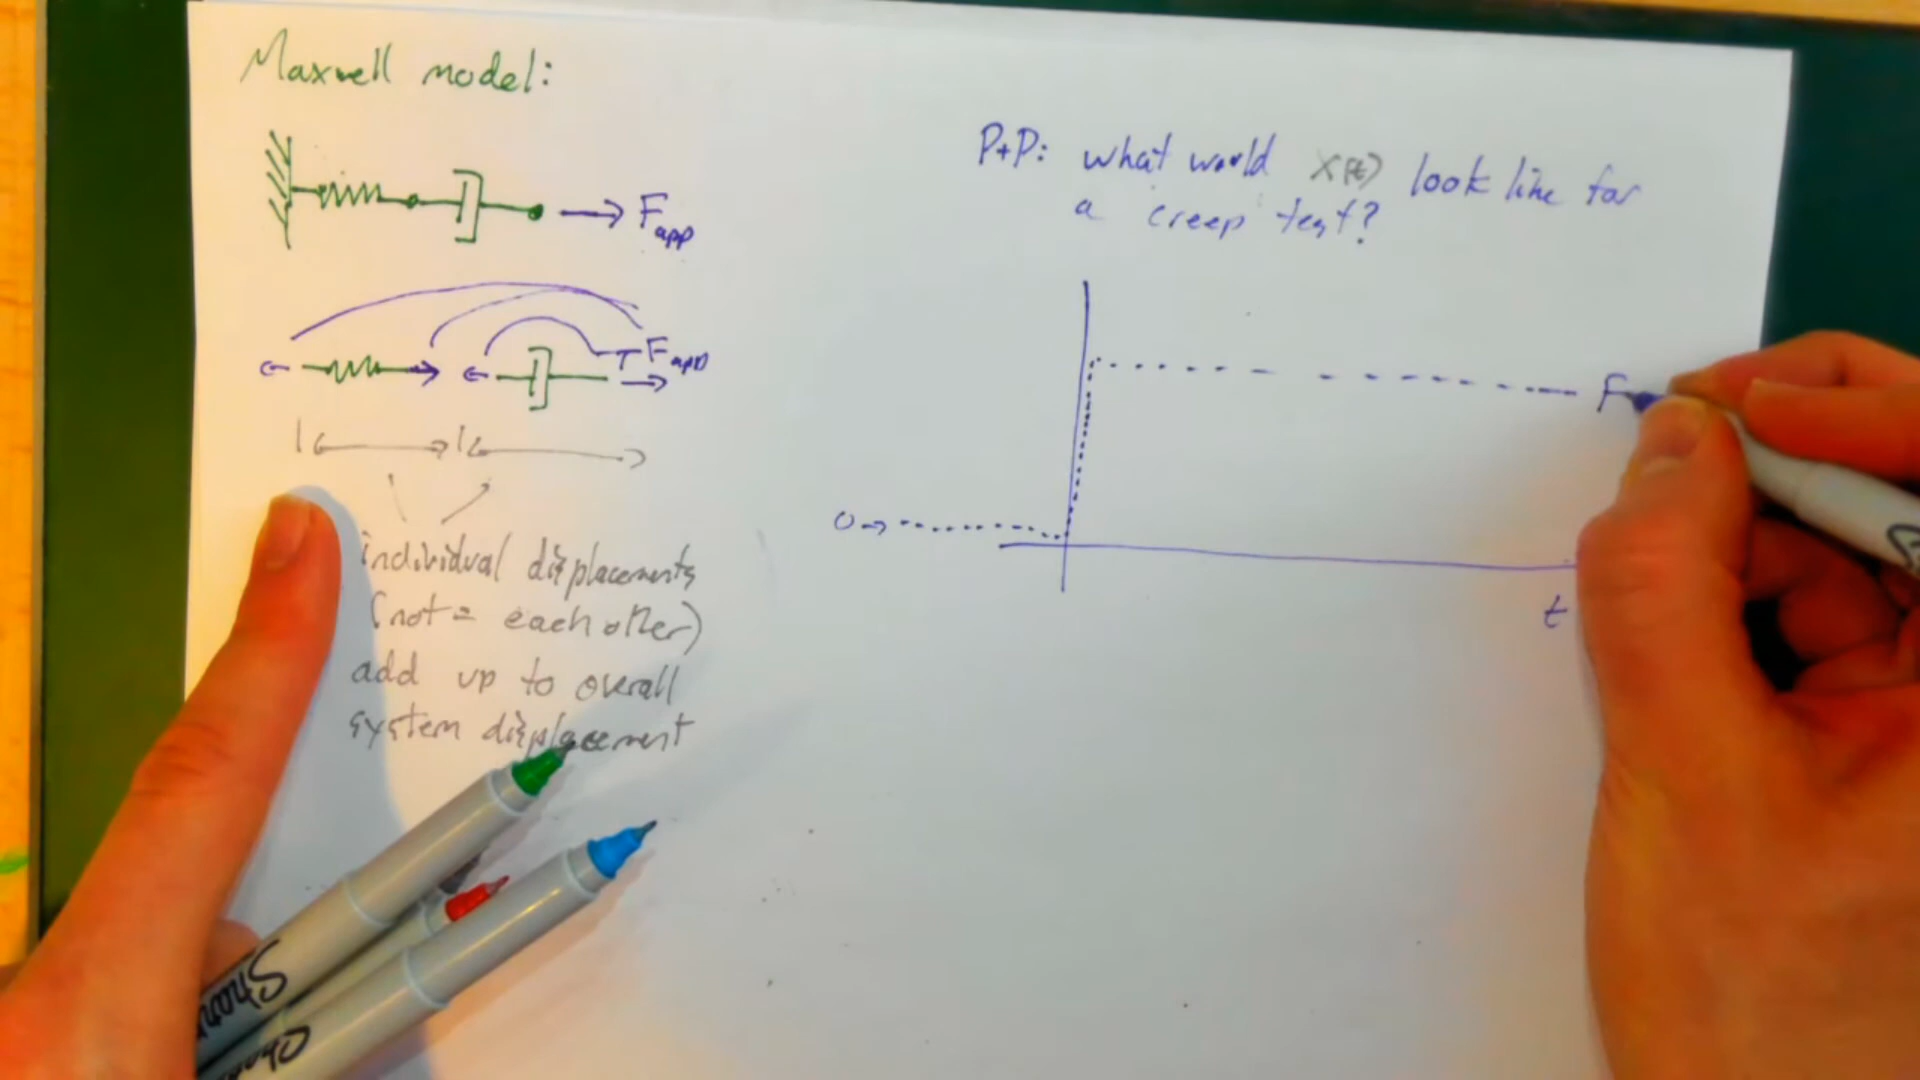 Maxwell model:
Fapp
Fapp
individual displacements
(not = each other)
add up to overall
system displacement
P+P: what would x(t) look like for
a creep test?
F
0→
t
Sharp